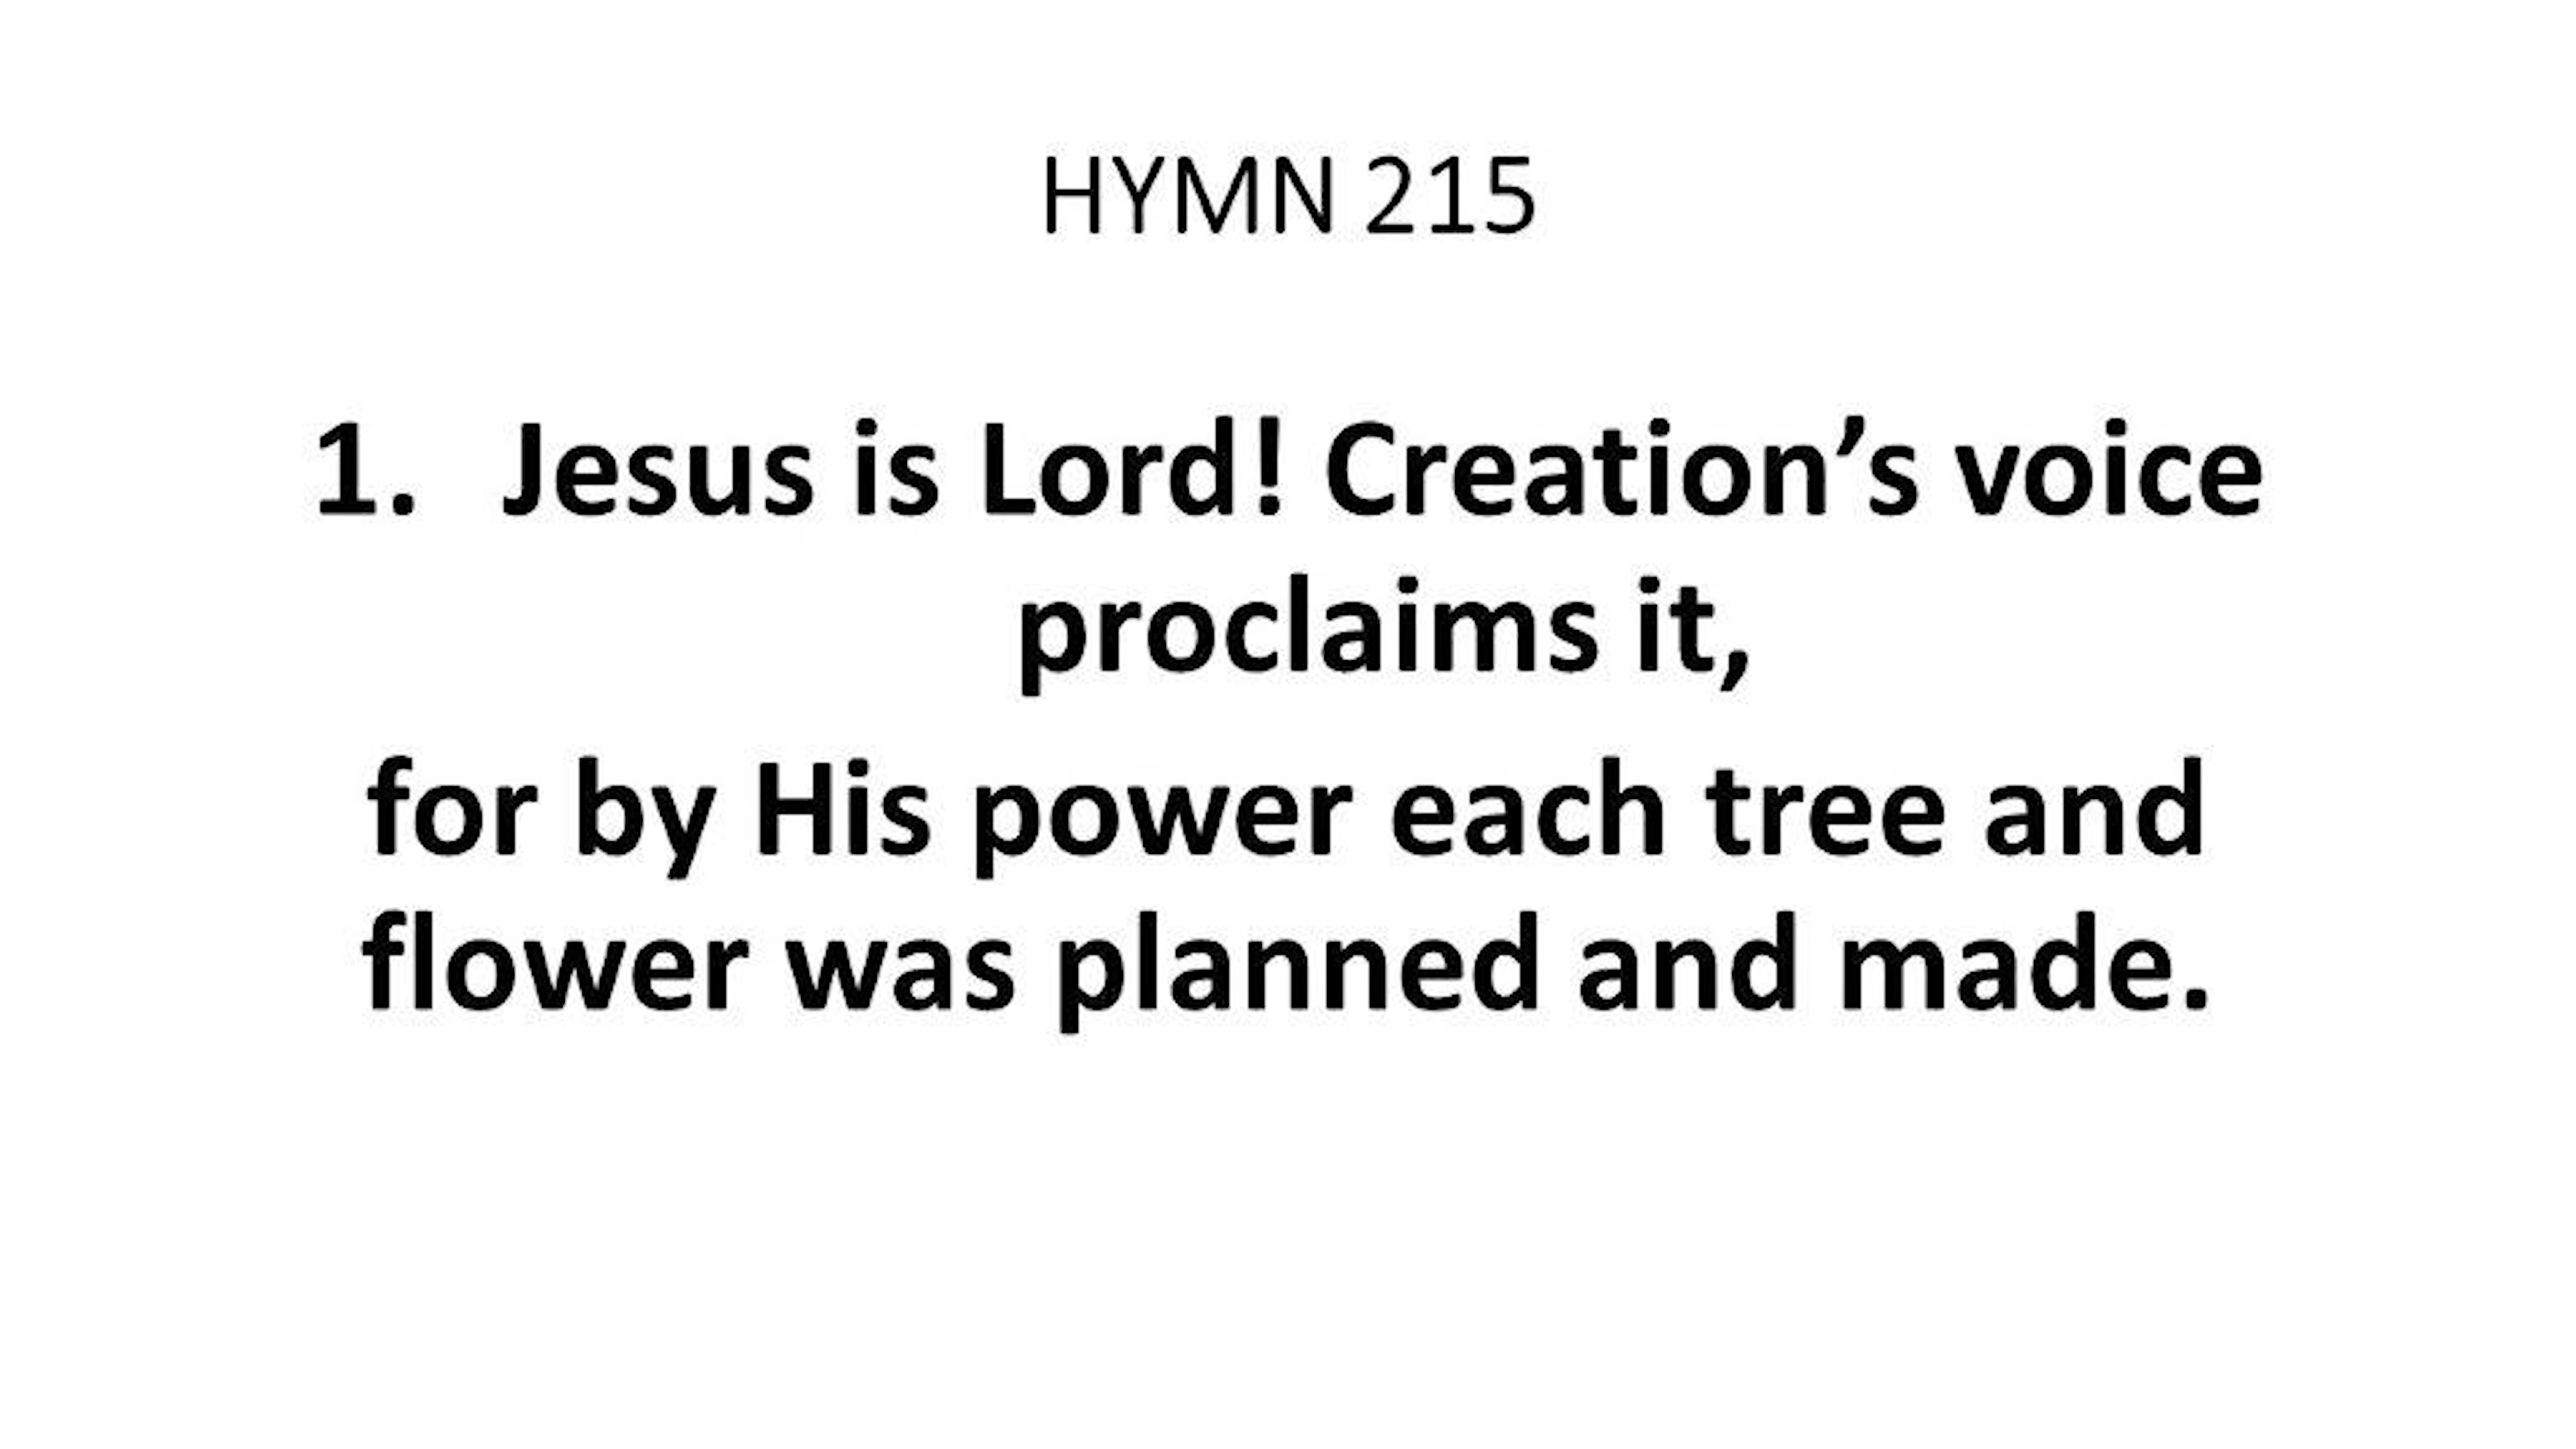 HYMN 215
1. Jesus is Lord! Creation’s voice
proclaims it,
for by His power each tree and
flower was planned and made.